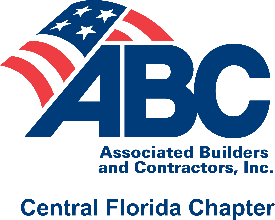 ABC
Associated Builders
and Contractors, Inc.
Central Florida Chapter